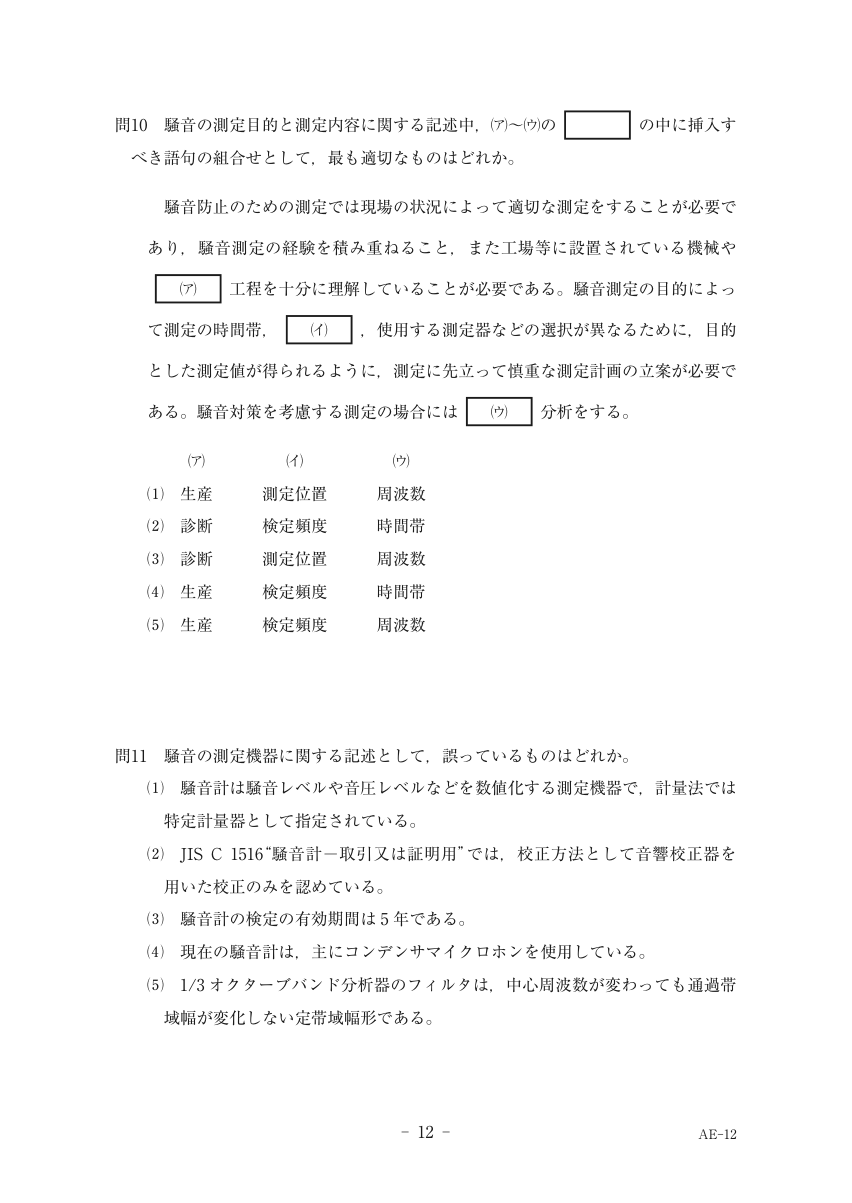 問10　騒音の測定目的と測定内容に関する記述中，㋐～㋒の　　　　の中に挿入す
べき語句の組合せとして，最も適切なものはどれか。
騒音防止のための測定では現場の状況によって適切な測定をすることが必要で
あり，騒音測定の経験を積み重ねること，また工場等に設置されている機械や
(ア)　工程を十分に理解していることが必要である。騒音測定の目的によっ
て測定の時間帯，　(イ)　，使用する測定器などの選択が異なるために，目的
とした測定値が得られるように，測定に先立って慎重な測定計画の立案が必要で
ある。騒音対策を考慮する測定の場合には　(ウ)　分析をする。
(ア)　(イ)　(ウ)
(1)　生産　測定位置　周波数
(2)　診断　検定頻度　時間帯
(3)　診断　測定位置　周波数
(4)　生産　検定頻度　時間帯
(5)　生産　検定頻度　周波数
問11　騒音の測定機器に関する記述として，誤っているものはどれか。
(1)　騒音計は騒音レベルや音圧レベルなどを数値化する測定機器で，計量法では
特定計量器として指定されている。
(2)　JIS C 1516“騒音計－取引又は証明用”では，校正方法として音響校正器を
用いた校正のみを認めている。
(3)　騒音計の検定の有効期間は5年である。
(4)　現在の騒音計は，主にコンデンサマイクロホンを使用している。
(5)　1/3オクターブバンド分析器のフィルタは，中心周波数が変わっても通過帯
域幅が変化しない定帯域幅形である。
－ 12 －
AE-12